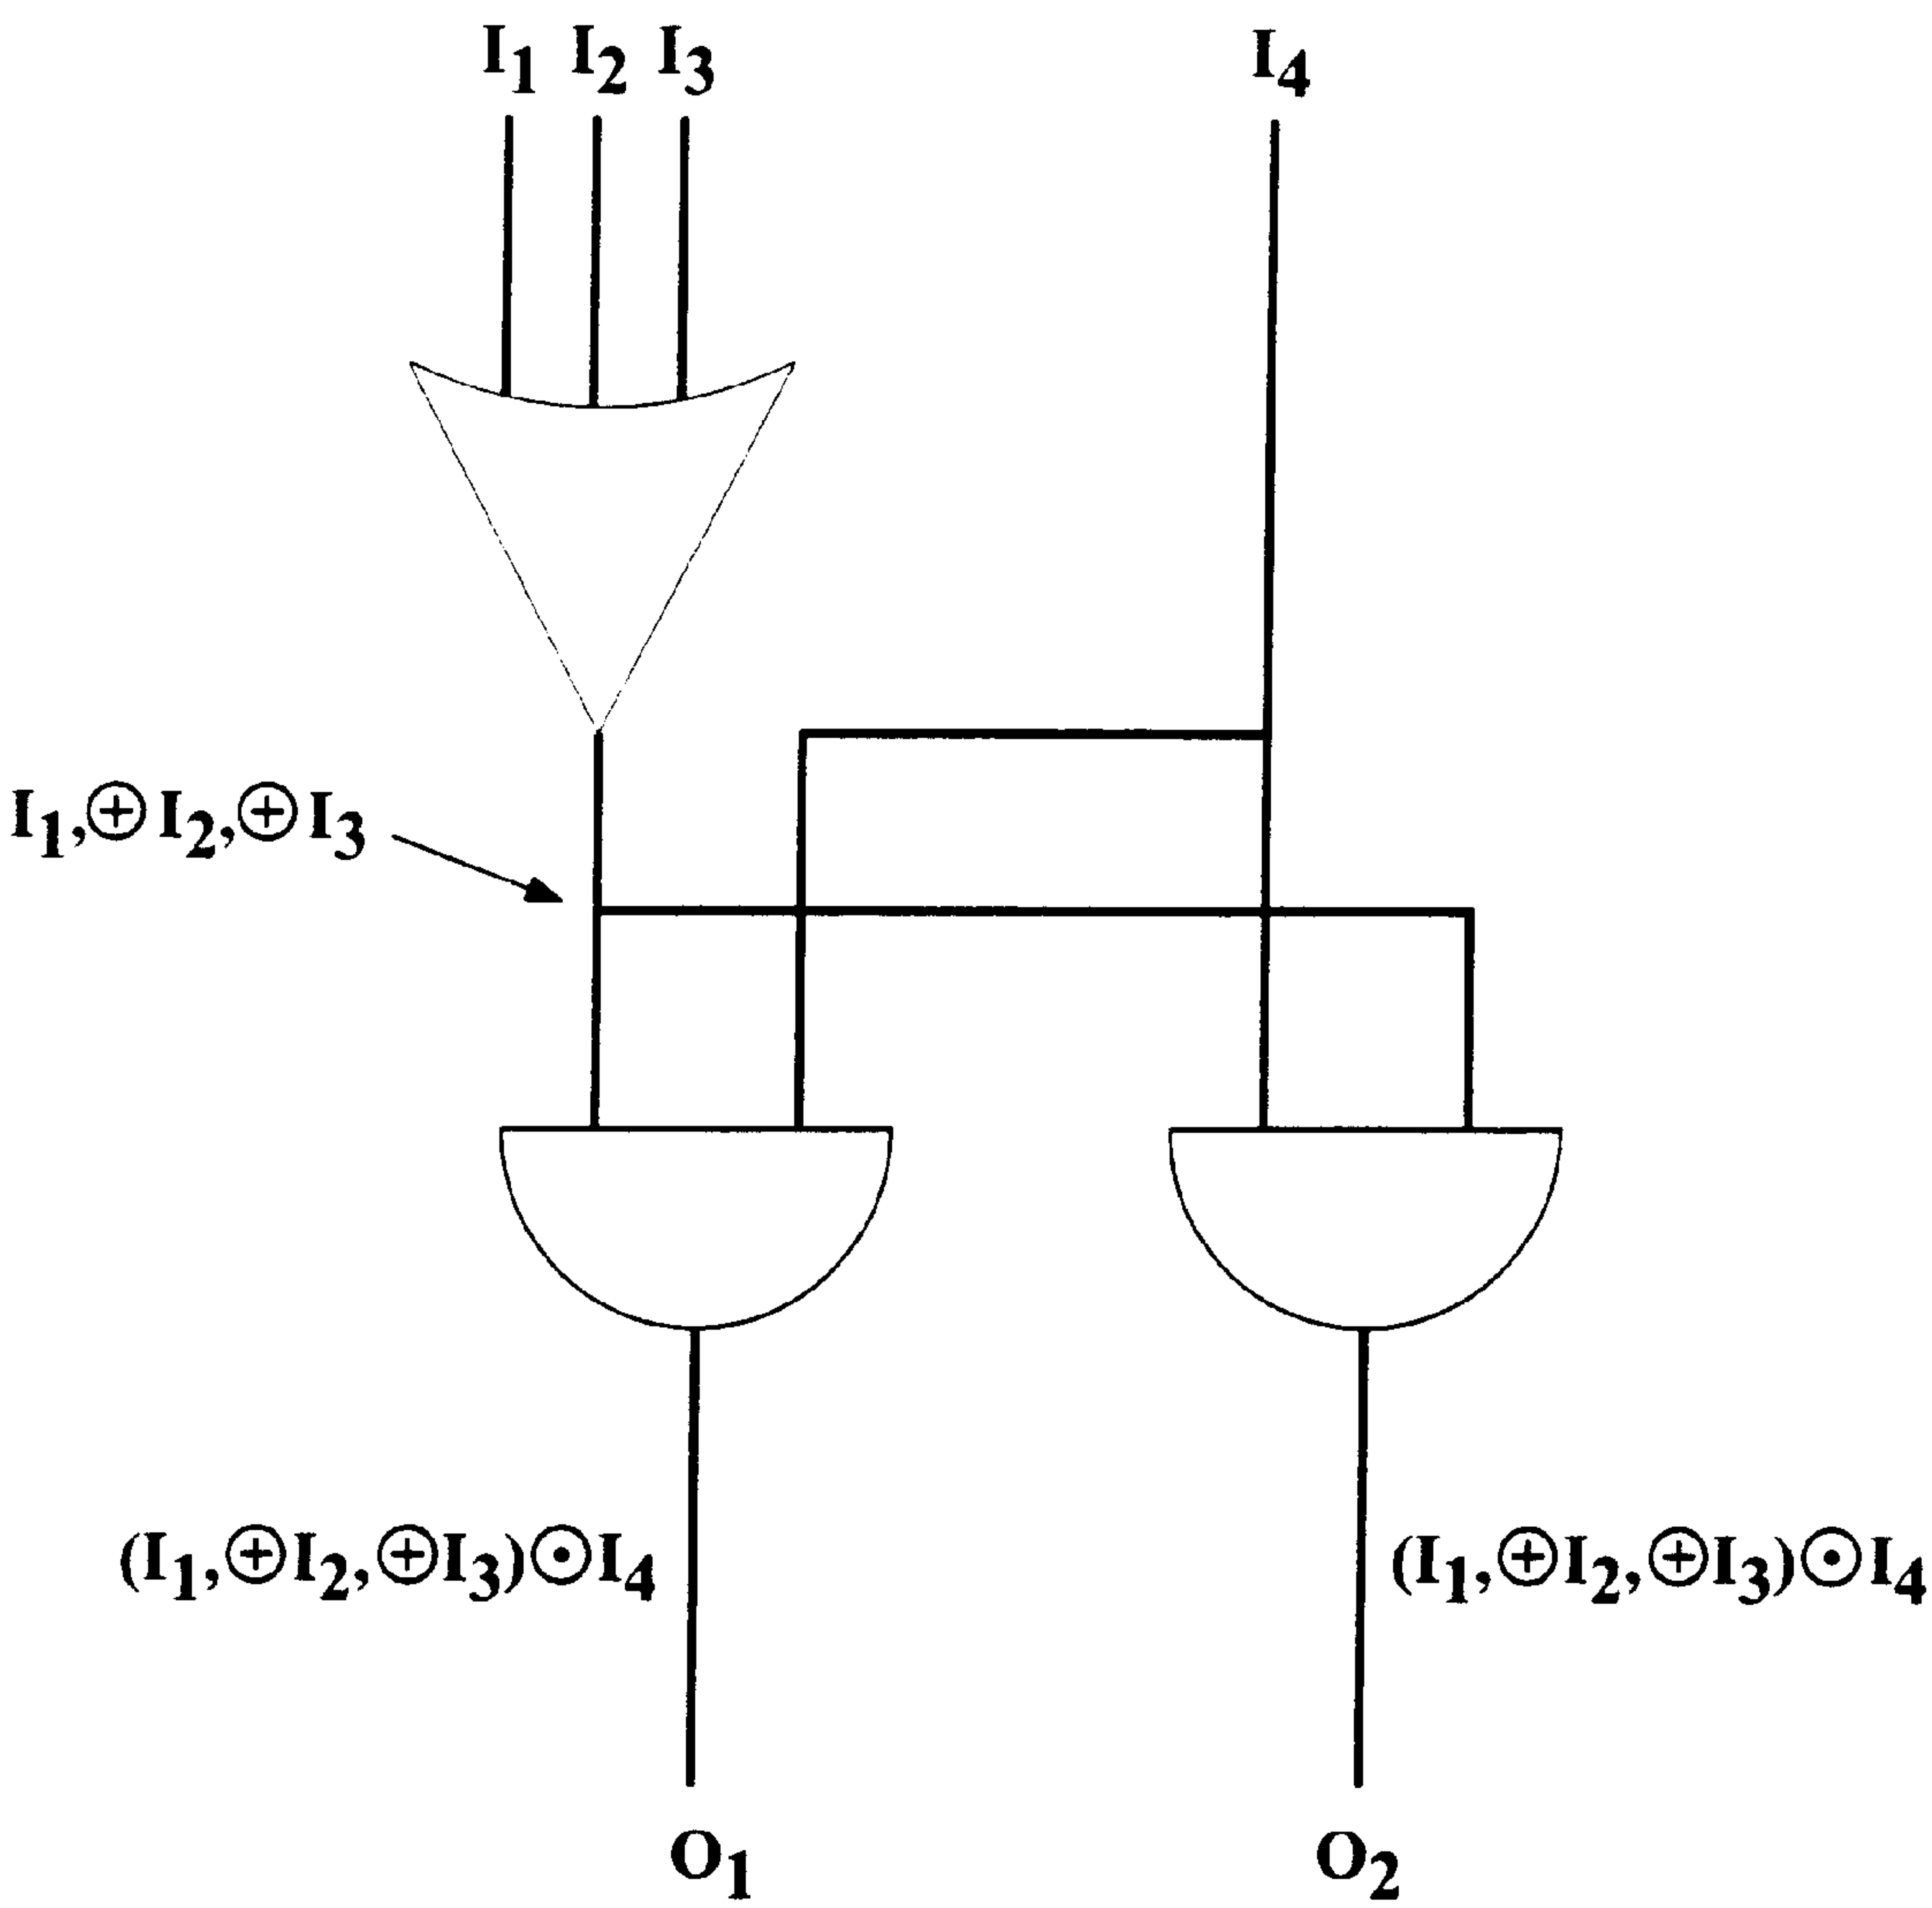 I₁ I₂ I₃ I₄
I₁,⊕I₂,⊕I₃
(I₁,⊕I₂,⊕I₃)⊙I₄ (I₁,⊕I₂,⊕I₃)⊙I₄
O₁ O₂